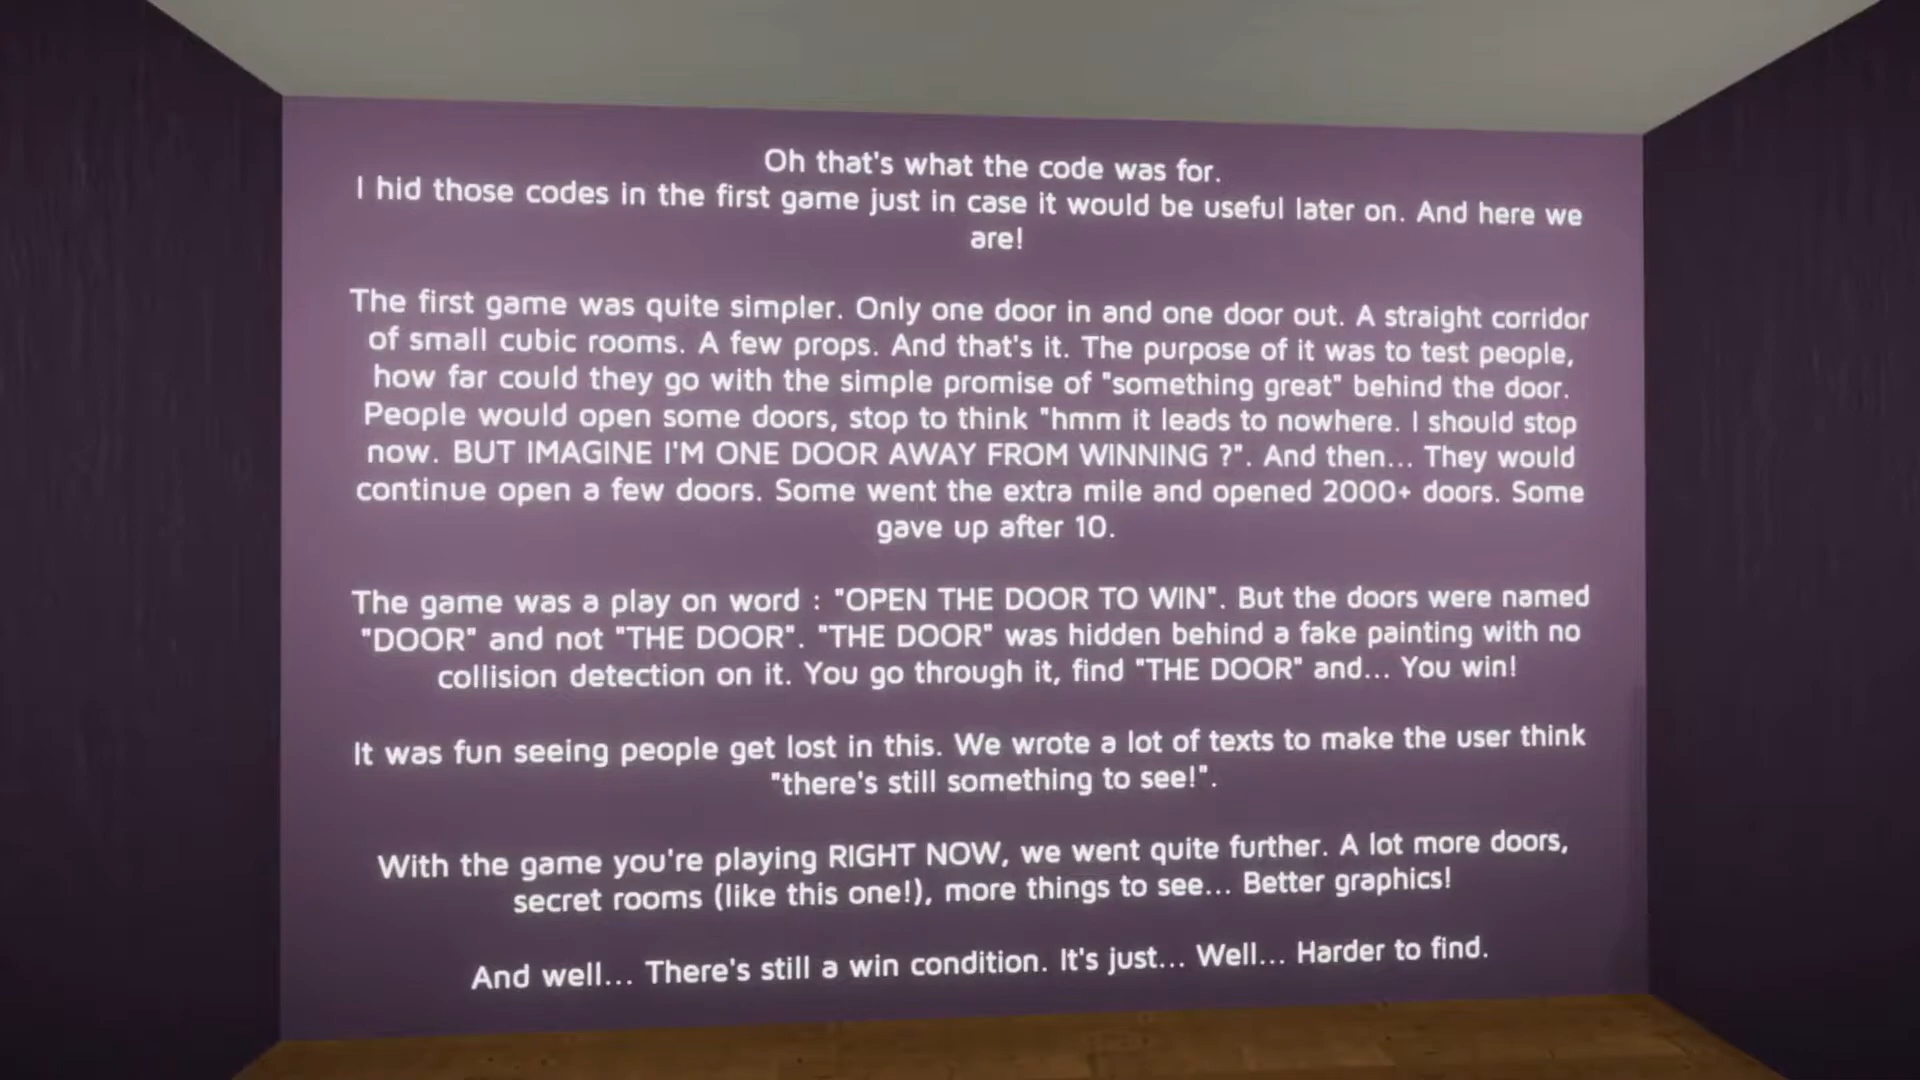 Oh that's what the code was for.
I hid those codes in the first game just in case it would be useful later on. And here we
are!
The first game was quite simpler. Only one door in and one door out. A straight corridor
of small cubic rooms. A few props. And that's it. The purpose of it was to test people,
how far could they go with the simple promise of "something great" behind the door.
People would open some doors, stop to think "hmm it leads to nowhere. I should stop
now. BUT IMAGINE I'M ONE DOOR AWAY FROM WINNING ?". And then... They would
continue open a few doors. Some went the extra mile and opened 2000+ doors. Some
gave up after 10.
The game was a play on word : "OPEN THE DOOR TO WIN". But the doors were named
"DOOR" and not "THE DOOR". "THE DOOR" was hidden behind a fake painting with no
collision detection on it. You go through it, find "THE DOOR" and... You win!
It was fun seeing people get lost in this. We wrote a lot of texts to make the user think
"there's still something to see!".
With the game you're playing RIGHT NOW, we went quite further. A lot more doors,
secret rooms (like this one!), more things to see... Better graphics!
And well... There's still a win condition. It's just... Well... Harder to find.